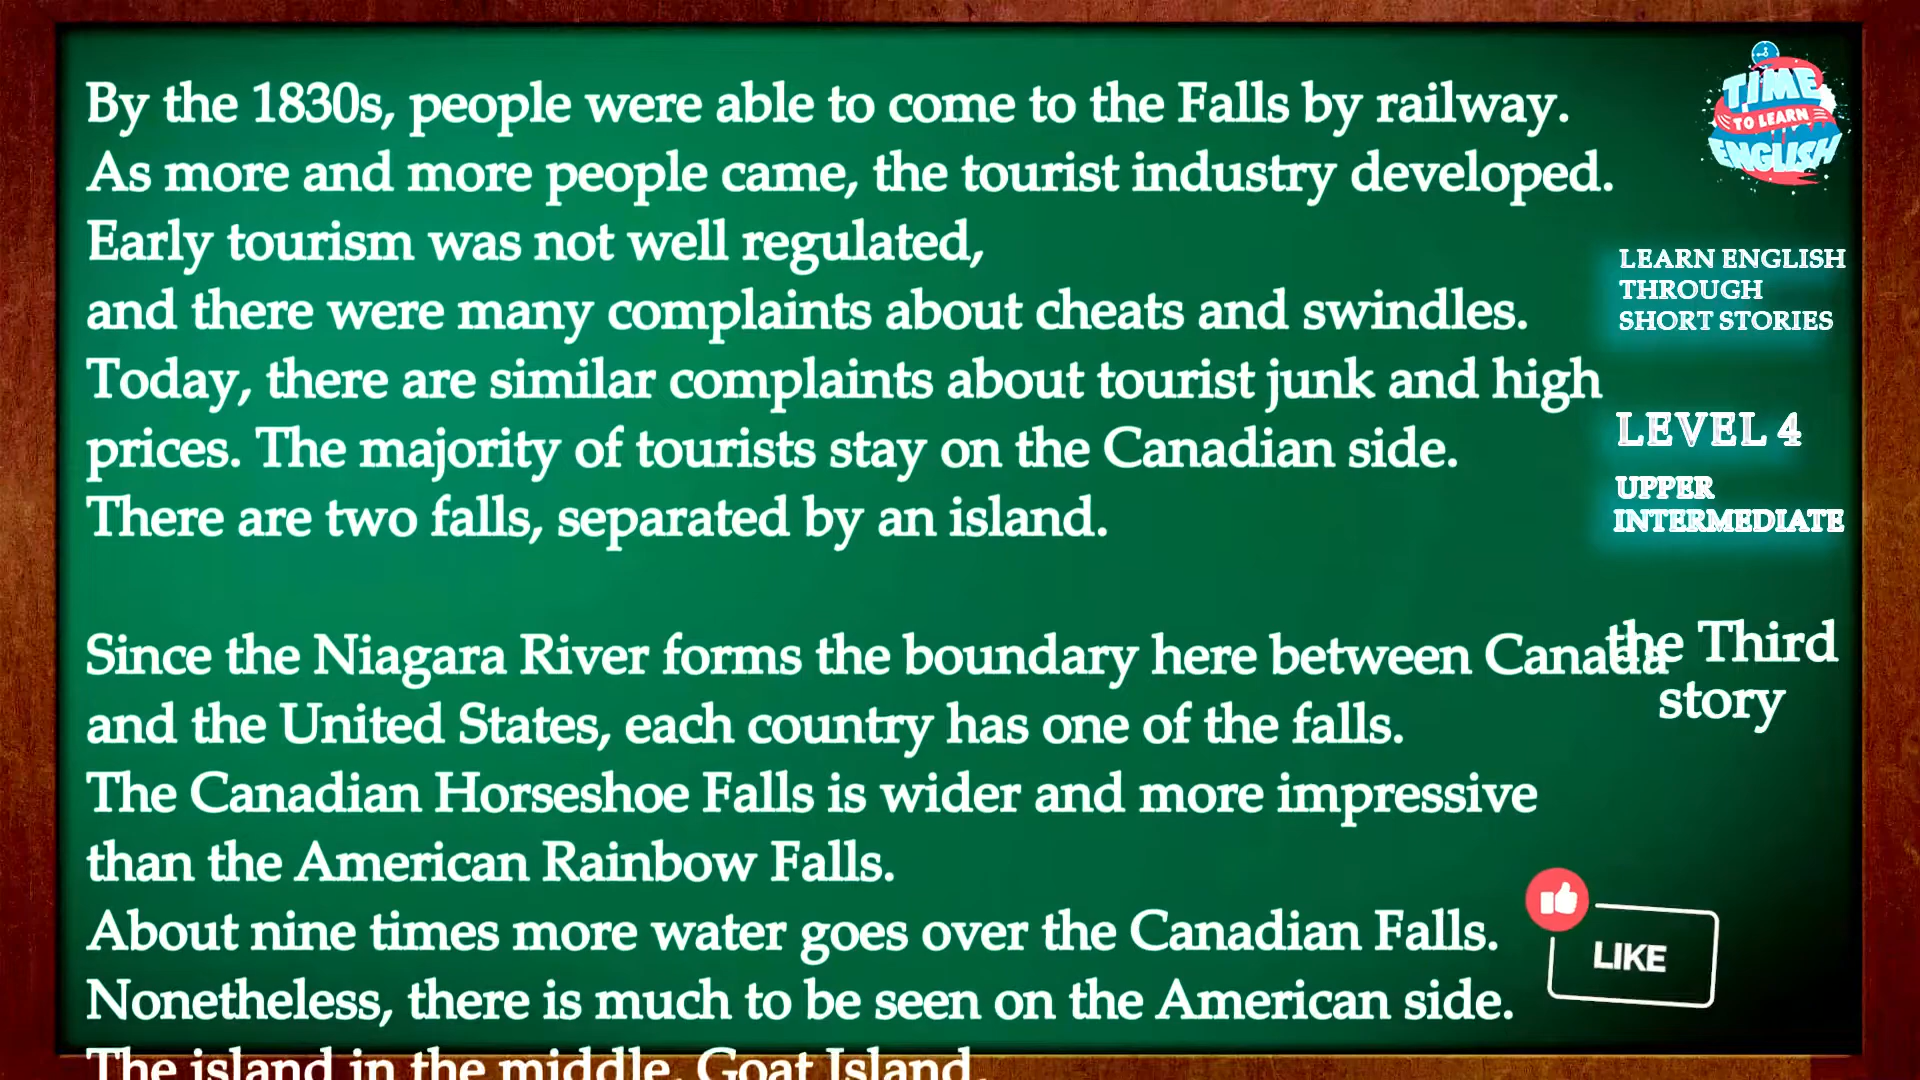 By the 1830s, people were able to come to the Falls by railway.
As more and more people came, the tourist industry developed.
Early tourism was not well regulated,
and there were many complaints about cheats and swindles.
Today, there are similar complaints about tourist junk and high
prices. The majority of tourists stay on the Canadian side.
There are two falls, separated by an island.
Since the Niagara River forms the boundary here between Canada
and the United States, each country has one of the falls.
The Canadian Horseshoe Falls is wider and more impressive
than the American Rainbow Falls.
About nine times more water goes over the Canadian Falls.
Nonetheless, there is much to be seen on the American side.
The island in the middle, Goat Island,
TIME
TO LEARN
ENGLISH
LEARN ENGLISH
THROUGH
SHORT STORIES
LEVEL 4
UPPER
INTERMEDIATE
the Third
story
LIKE